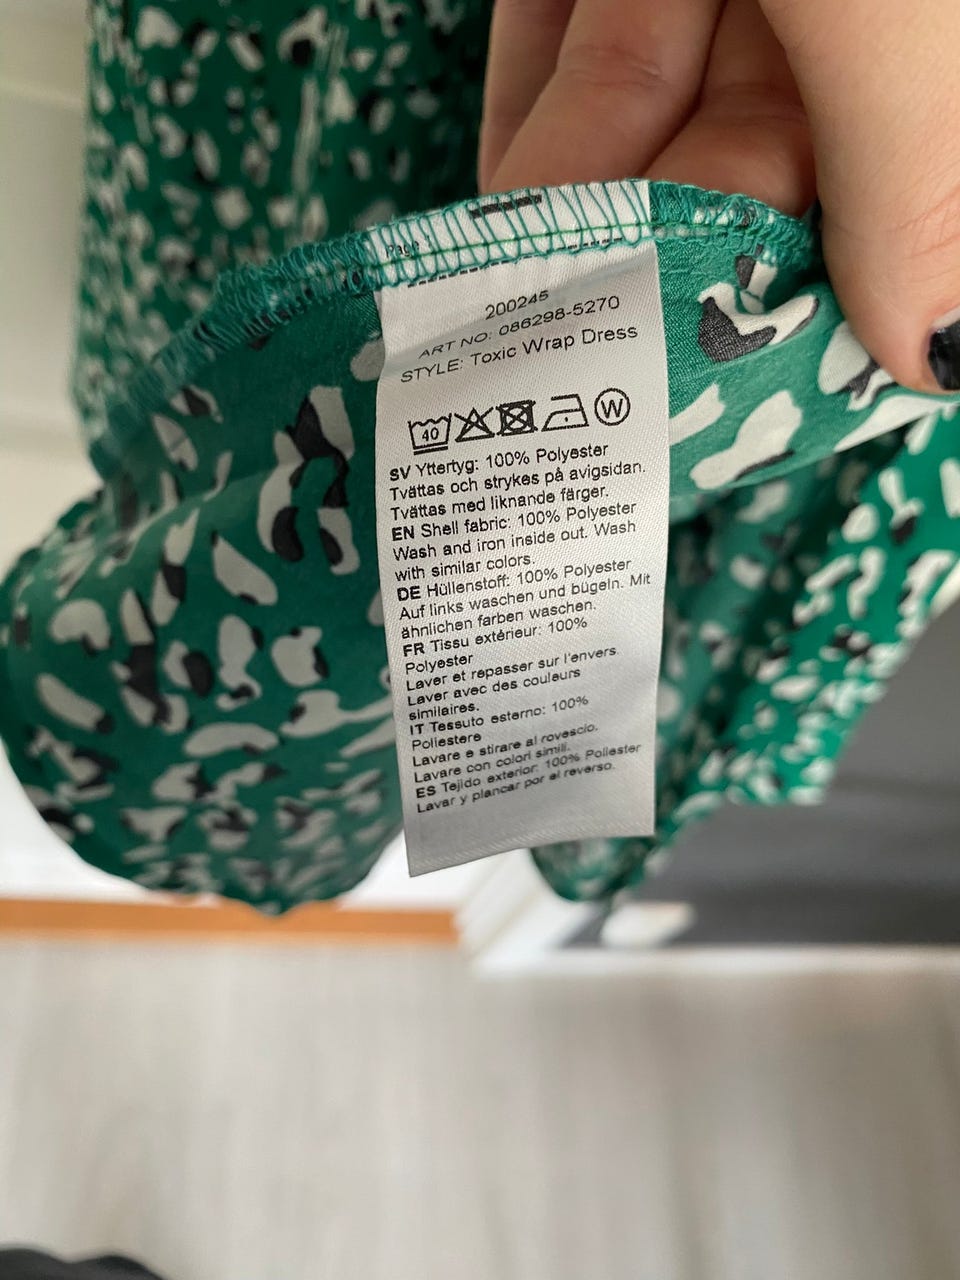 Page
200245
ART NO: 086298-5270
STYLE: Toxic Wrap Dress
40 W
SV Yttertyg: 100% Polyester
Tvättas och strykes på avigsidan.
Tvättas med liknande färger.
EN Shell fabric: 100% Polyester
Wash and iron inside out. Wash
with similar colors.
DE Hüllenstoff: 100% Polyester
Auf links waschen und bügeln. Mit
ähnlichen farben waschen.
FR Tissu extérieur: 100%
Polyester
Laver et repasser sur l'envers.
Laver avec des couleurs
similaires.
IT Tessuto esterno: 100%
Poliestere
Lavare e stirare al rovescio.
Lavare con colori simili.
ES Tejido exterior: 100% Poliester
Lavar y plancar por el reverso.